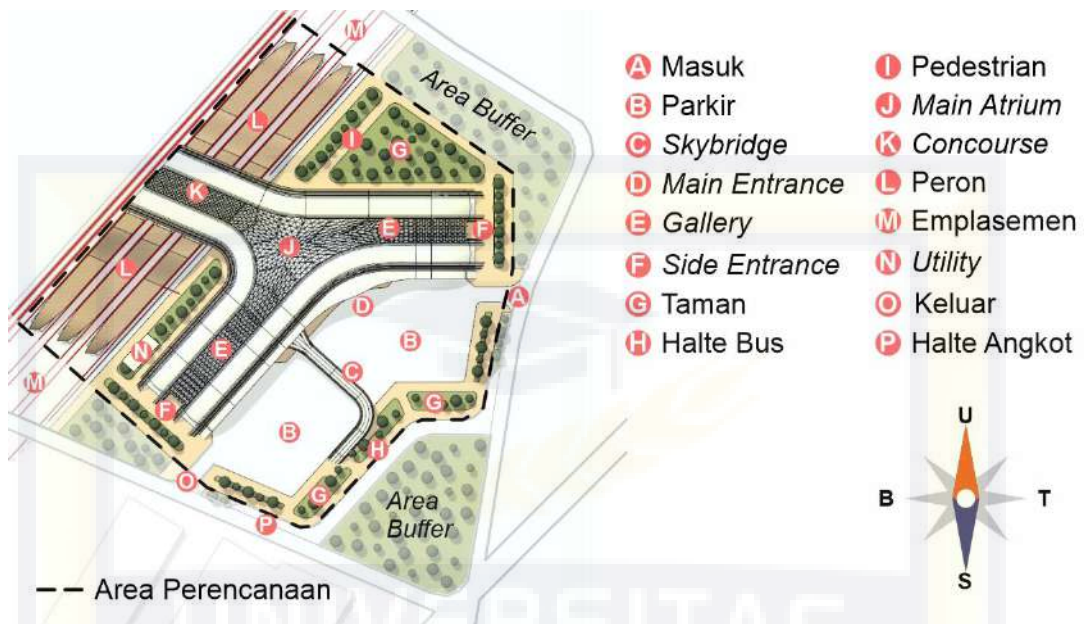 M
Area Buffer
L
I
G
K
E
F
J
L
D
A
B
N
E
C
M
F
G
B
H
O
G
P
Area
Buffer
A Masuk
B Parkir
C Skybridge
D Main Entrance
E Gallery
F Side Entrance
G Taman
H Halte Bus
I Pedestrian
J Main Atrium
K Concourse
L Peron
M Emplasemen
N Utility
O Keluar
P Halte Angkot
U
B
T
S
Area Perencanaan
UNIVERSITAS